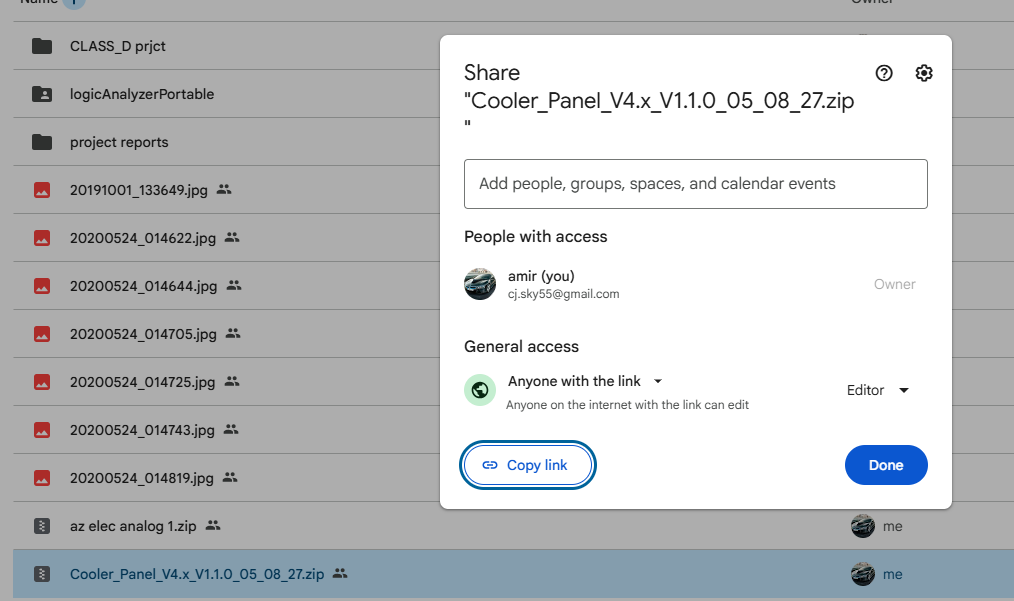 Name
Owner
CLASS_D prjct
logicAnalyzerPortable
project reports
20191001_133649.jpg
20200524_014622.jpg
20200524_014644.jpg
20200524_014705.jpg
20200524_014725.jpg
20200524_014743.jpg
20200524_014819.jpg
az elec analog 1.zip
me
Cooler_Panel_V4.x_V1.1.0_05_08_27.zip
me
Share
"Cooler_Panel_V4.x_V1.1.0_05_08_27.zip
"
Add people, groups, spaces, and calendar events
People with access
amir (you)
cj.sky55@gmail.com
Owner
General access
Anyone with the link
Anyone on the internet with the link can edit
Editor
Copy link
Done